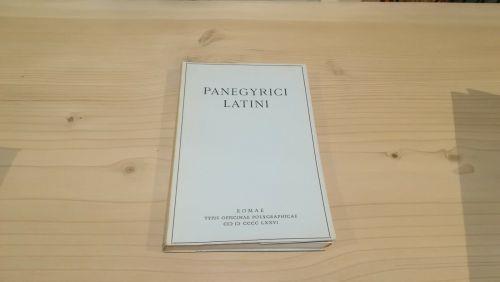 PANEGYRICI
LATINI
ROMAE
TYPIS OFFICINAE POLYGRAPHICAE
CIƆ IƆ CCCC LXXVI